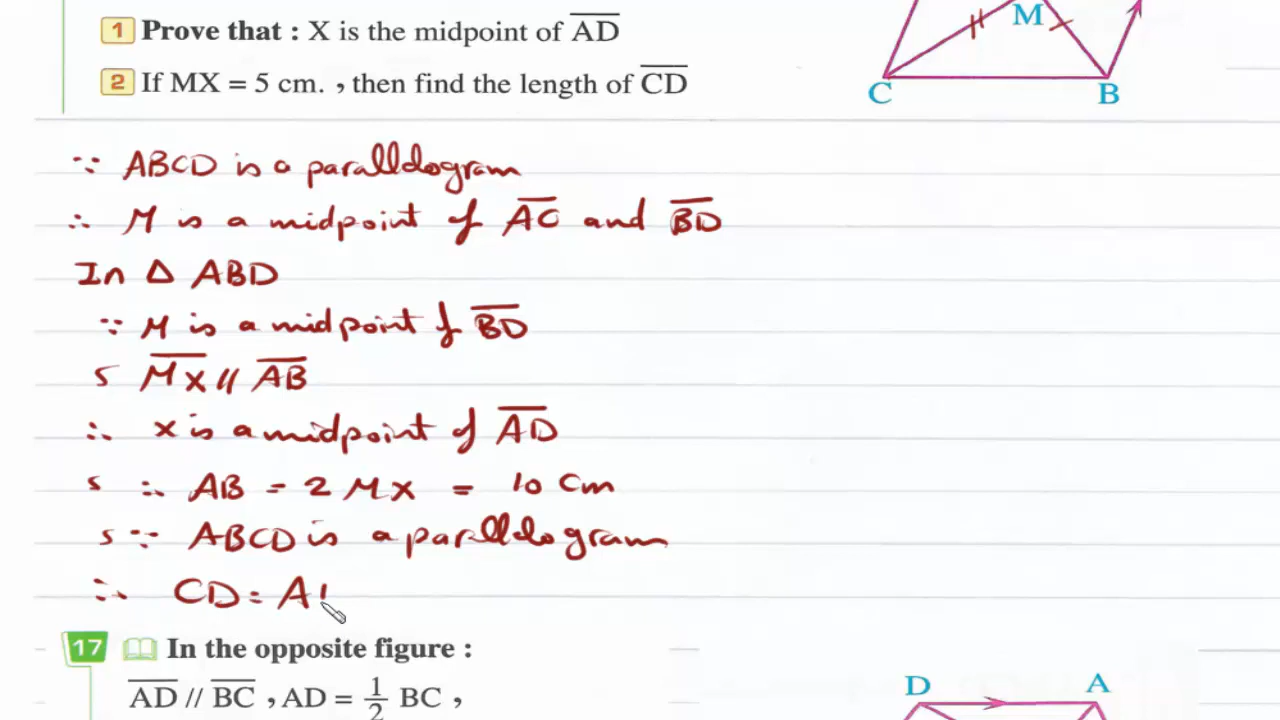 1 Prove that : X is the midpoint of AD
2 If MX = 5 cm. , then find the length of CD
M
C
B
∵ ABCD is a parallelogram
∴ M is a midpoint of AC and BD
In Δ ABD
∵ M is a midpoint of BD
, MX // AB
∴ X is a midpoint of AD
, ∴ AB = 2 MX = 10 cm
, ∵ ABCD is a parallelogram
∴ CD = A
17 In the opposite figure :
AD // BC , AD = 1/2 BC ,
D
A